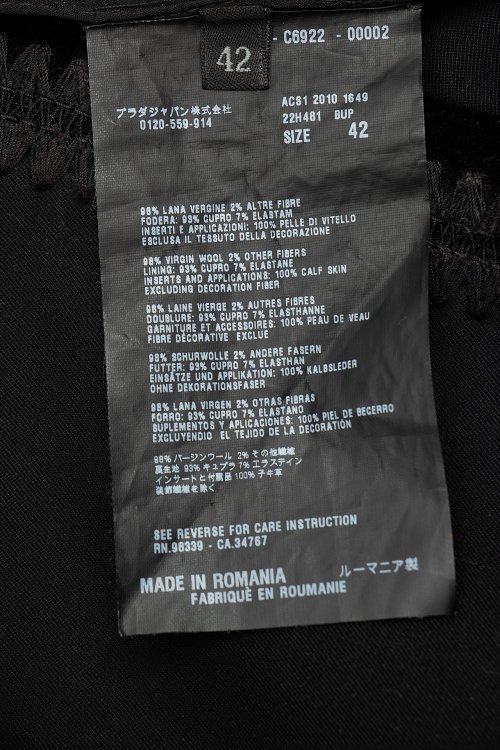 42
- C6922 - 00002
プラダジャパン株式会社
0120-559-914
ACS1 2010 1649
22H481 BUP
SIZE 42
98% LANA VERGINE 2% ALTRE FIBRE
FODERA: 93% CUPRO 7% ELASTAM
INSERTI E APPLICAZIONI: 100% PELLE DI VITELLO
ESCLUSA IL TESSUTO DELLA DECORAZIONE
98% VIRGIN WOOL 2% OTHER FIBERS
LINING: 93% CUPRO 7% ELASTANE
INSERTS AND APPLICATIONS: 100% CALF SKIN
EXCLUDING DECORATION FIBER
98% LAINE VIERGE 2% AUTRES FIBRES
DOUBLURE: 93% CUPRO 7% ELASTHANNE
GARNITURE ET ACCESSOIRES: 100% PEAU DE VEAU
FIBRE DÉCORATIVE EXCLUE
98% SCHURWOLLE 2% ANDERE FASERN
FUTTER: 93% CUPRO 7% ELASTHAN
EINSÄTZE UND APPLIKATIONEN: 100% KALBSLEDER
OHNE DEKORATIONSFASER
98% LANA VIRGEN 2% OTRAS FIBRAS
FORRO: 93% CUPRO 7% ELASTANO
SUPLEMENTOS Y APLICACIONES: 100% PIEL DE BECERRO
EXCLUYENDIO EL TEJIDO DE LA DECORACIÓN
98% バージンウール 2% その他繊維
裏生地 93% キュプラ 7% エラステイン
インサートと付属品 100% 子牛革
装飾繊維を除く
SEE REVERSE FOR CARE INSTRUCTION
RN.98339 - CA.34767
MADE IN ROMANIA ルーマニア製
FABRIQUÉ EN ROUMANIE